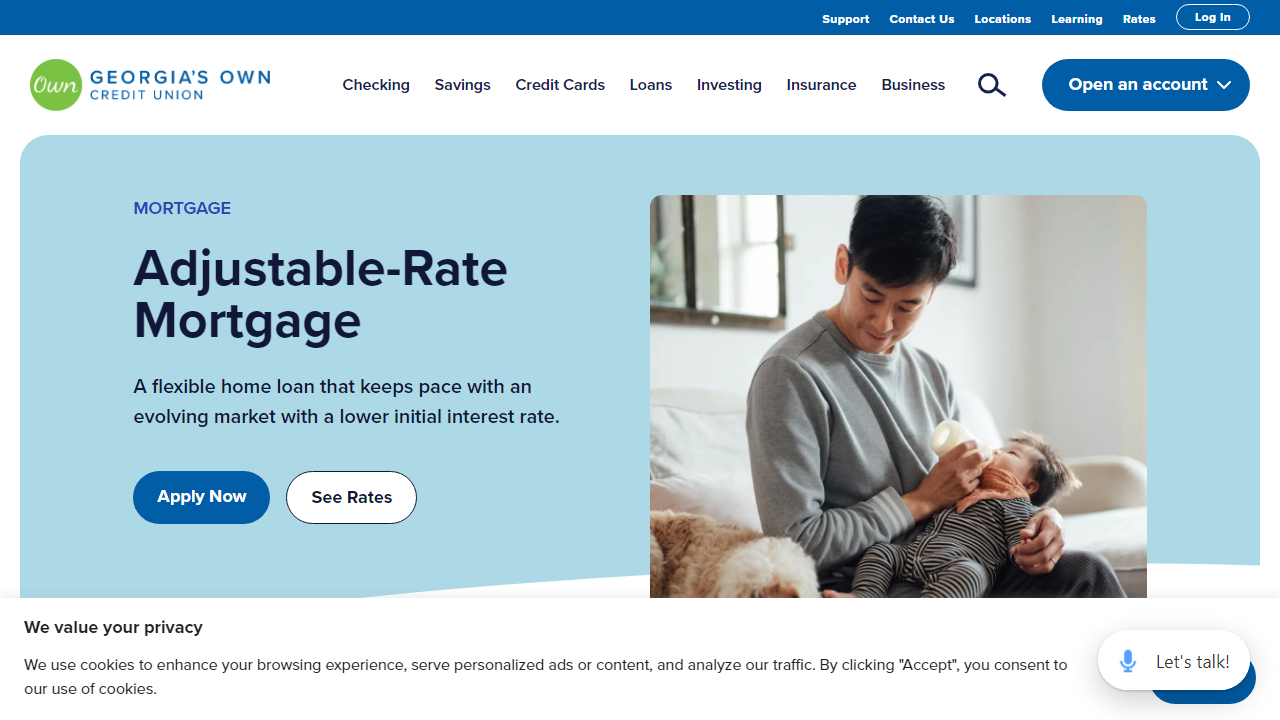 Support Contact Us Locations Learning Rates Log In
Own GEORGIA'S OWN
CREDIT UNION
Checking Savings Credit Cards Loans Investing Insurance Business Open an account
MORTGAGE
Adjustable-Rate
Mortgage
A flexible home loan that keeps pace with an
evolving market with a lower initial interest rate.
Apply Now See Rates
We value your privacy
We use cookies to enhance your browsing experience, serve personalized ads or content, and analyze our traffic. By clicking "Accept", you consent to
our use of cookies.
Let's talk!